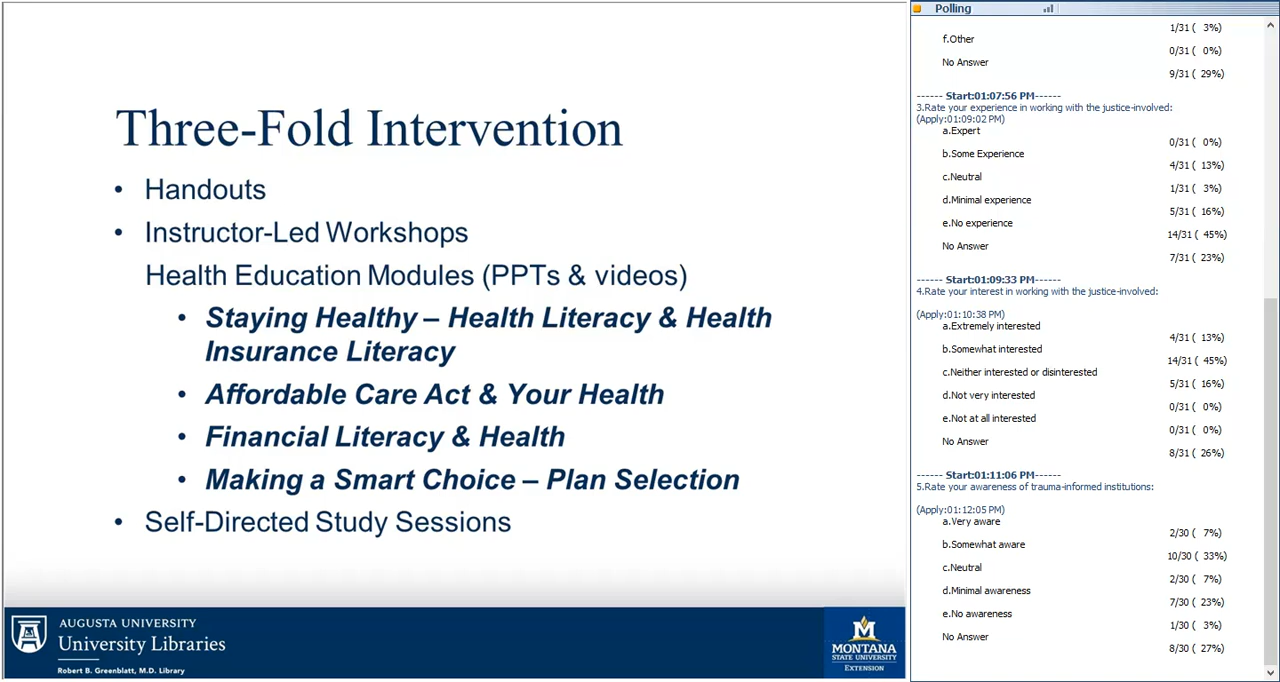 Three-Fold Intervention
• Handouts
• Instructor-Led Workshops
Health Education Modules (PPTs & videos)
• Staying Healthy – Health Literacy & Health
Insurance Literacy
• Affordable Care Act & Your Health
• Financial Literacy & Health
• Making a Smart Choice – Plan Selection
• Self-Directed Study Sessions
AUGUSTA UNIVERSITY
University Libraries
Robert B. Greenblatt, M.D. Library
M
MONTANA
STATE UNIVERSITY
EXTENSION
Polling
1/31 ( 3%)
f.Other
0/31 ( 0%)
No Answer
9/31 ( 29%)
------ Start:01:07:56 PM------
3.Rate your experience in working with the justice-involved:
(Apply:01:09:02 PM)
a.Expert
0/31 ( 0%)
b.Some Experience
4/31 ( 13%)
c.Neutral
1/31 ( 3%)
d.Minimal experience
5/31 ( 16%)
e.No experience
14/31 ( 45%)
No Answer
7/31 ( 23%)
------ Start:01:09:33 PM------
4.Rate your interest in working with the justice-involved:
(Apply:01:10:38 PM)
a.Extremely interested
4/31 ( 13%)
b.Somewhat interested
14/31 ( 45%)
c.Neither interested or disinterested
5/31 ( 16%)
d.Not very interested
0/31 ( 0%)
e.Not at all interested
0/31 ( 0%)
No Answer
8/31 ( 26%)
------ Start:01:11:06 PM------
5.Rate your awareness of trauma-informed institutions:
(Apply:01:12:05 PM)
a.Very aware
2/30 ( 7%)
b.Somewhat aware
10/30 ( 33%)
c.Neutral
2/30 ( 7%)
d.Minimal awareness
7/30 ( 23%)
e.No awareness
1/30 ( 3%)
No Answer
8/30 ( 27%)